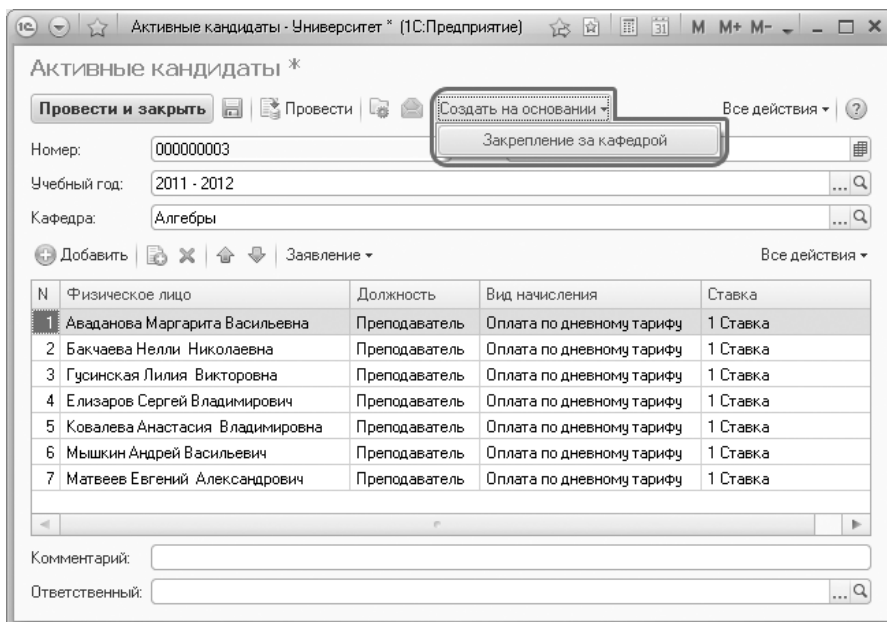 1С Активные кандидаты - Университет * (1С:Предприятие) 31 M M+ M-
Активные кандидаты *
Провести и закрыть Провести Создать на основании Все действия ?
Закрепление за кафедрой
Номер: 000000003
Учебный год: 2011 - 2012 ...
Кафедра: Алгебры ...
Добавить Заявление Все действия
N Физическое лицо Должность Вид начисления Ставка
1 Аваданова Маргарита Васильевна Преподаватель Оплата по дневному тарифу 1 Ставка
2 Бакчаева Нелли Николаевна Преподаватель Оплата по дневному тарифу 1 Ставка
3 Гусинская Лилия Викторовна Преподаватель Оплата по дневному тарифу 1 Ставка
4 Елизаров Сергей Владимирович Преподаватель Оплата по дневному тарифу 1 Ставка
5 Ковалева Анастасия Владимировна Преподаватель Оплата по дневному тарифу 1 Ставка
6 Мышкин Андрей Васильевич Преподаватель Оплата по дневному тарифу 1 Ставка
7 Матвеев Евгений Александрович Преподаватель Оплата по дневному тарифу 1 Ставка
Комментарий:
Ответственный: ...